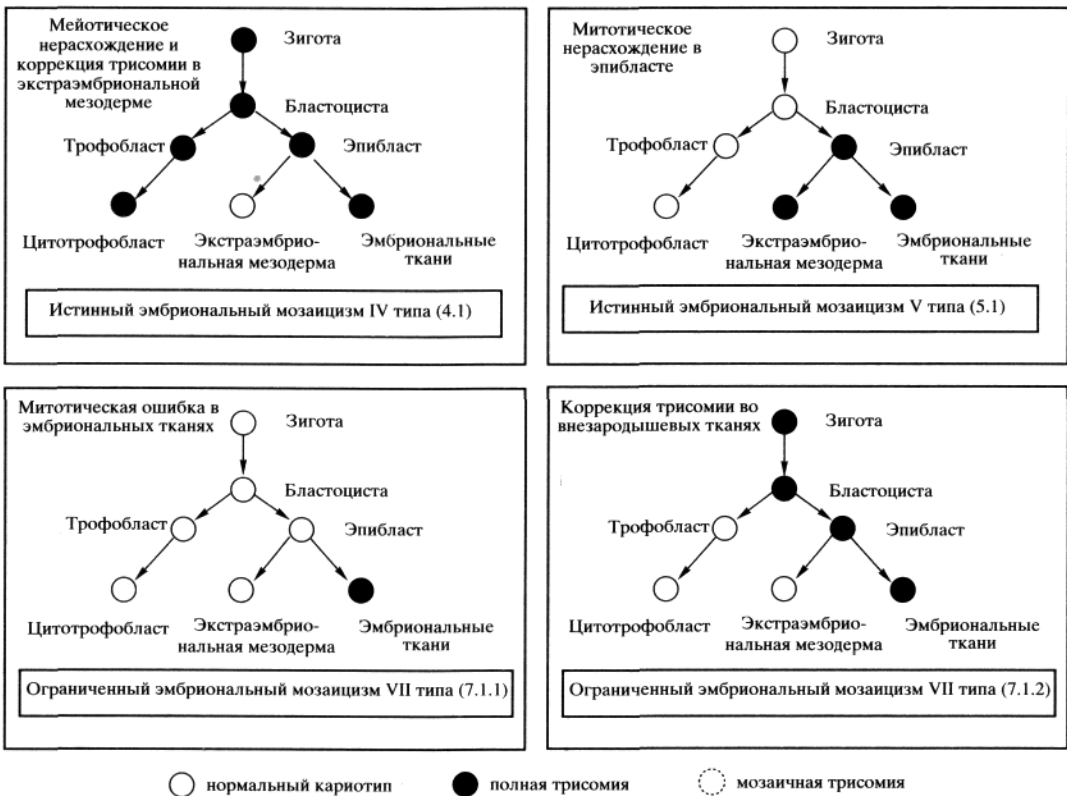 Мейотическое
нерасхождение и
коррекция трисомии в
экстраэмбриональной
мезодерме
Зигота
Бластоциста
Трофобласт
Эпибласт
Цитотрофобласт
Экстраэмбрио-
нальная мезодерма
Эмбриональные
ткани
Истинный эмбриональный мозаицизм IV типа (4.1)
Митотическое
нерасхождение в
эпибласте
Зигота
Бластоциста
Трофобласт
Эпибласт
Цитотрофобласт
Экстраэмбрио-
нальная мезодерма
Эмбриональные
ткани
Истинный эмбриональный мозаицизм V типа (5.1)
Митотическая ошибка в
эмбриональных тканях
Зигота
Бластоциста
Трофобласт
Эпибласт
Цитотрофобласт
Экстраэмбрио-
нальная мезодерма
Эмбриональные
ткани
Ограниченный эмбриональный мозаицизм VII типа (7.1.1)
Коррекция трисомии во
внезародышевых тканях
Зигота
Бластоциста
Трофобласт
Эпибласт
Цитотрофобласт
Экстраэмбрио-
нальная мезодерма
Эмбриональные
ткани
Ограниченный эмбриональный мозаицизм VII типа (7.1.2)
нормальный кариотип
полная трисомия
мозаичная трисомия